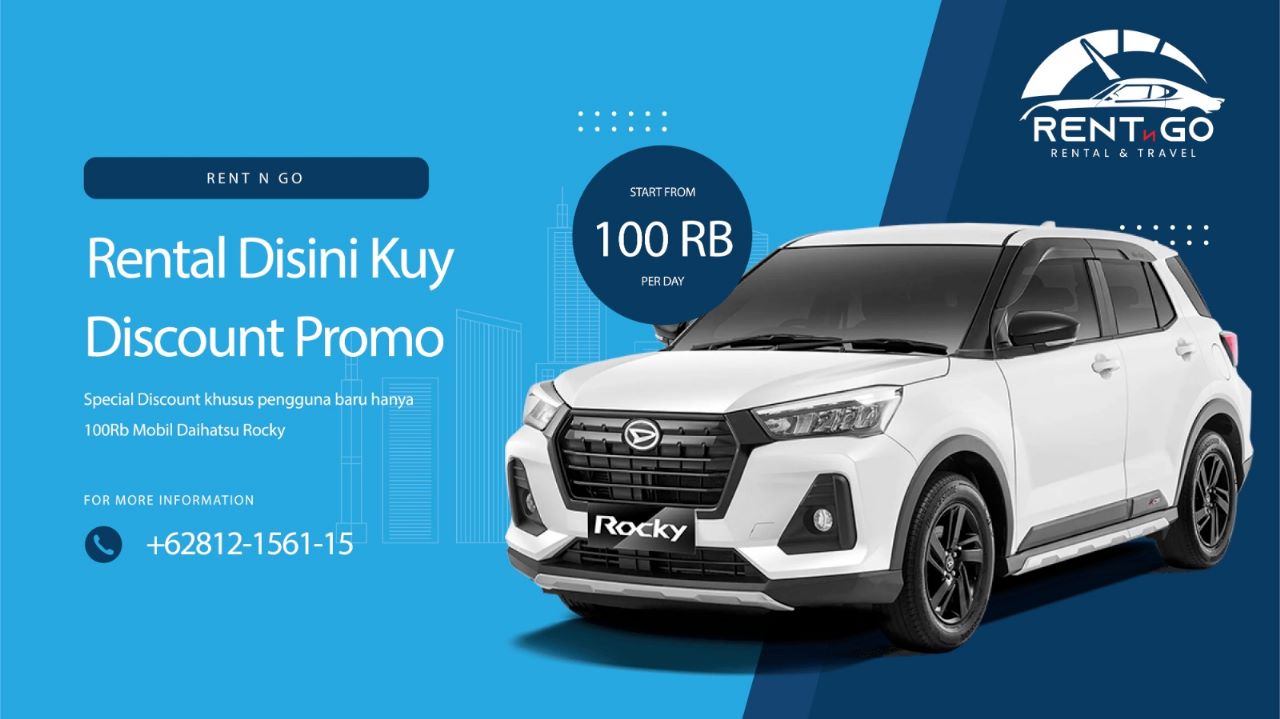 RENT N GO
RENTAL & TRAVEL
RENT N GO
START FROM
100 RB
PER DAY
Rental Disini Kuy
Discount Promo
Special Discount khusus pengguna baru hanya
100Rb Mobil Daihatsu Rocky
FOR MORE INFORMATION
+62812-1561-15
ROCKY